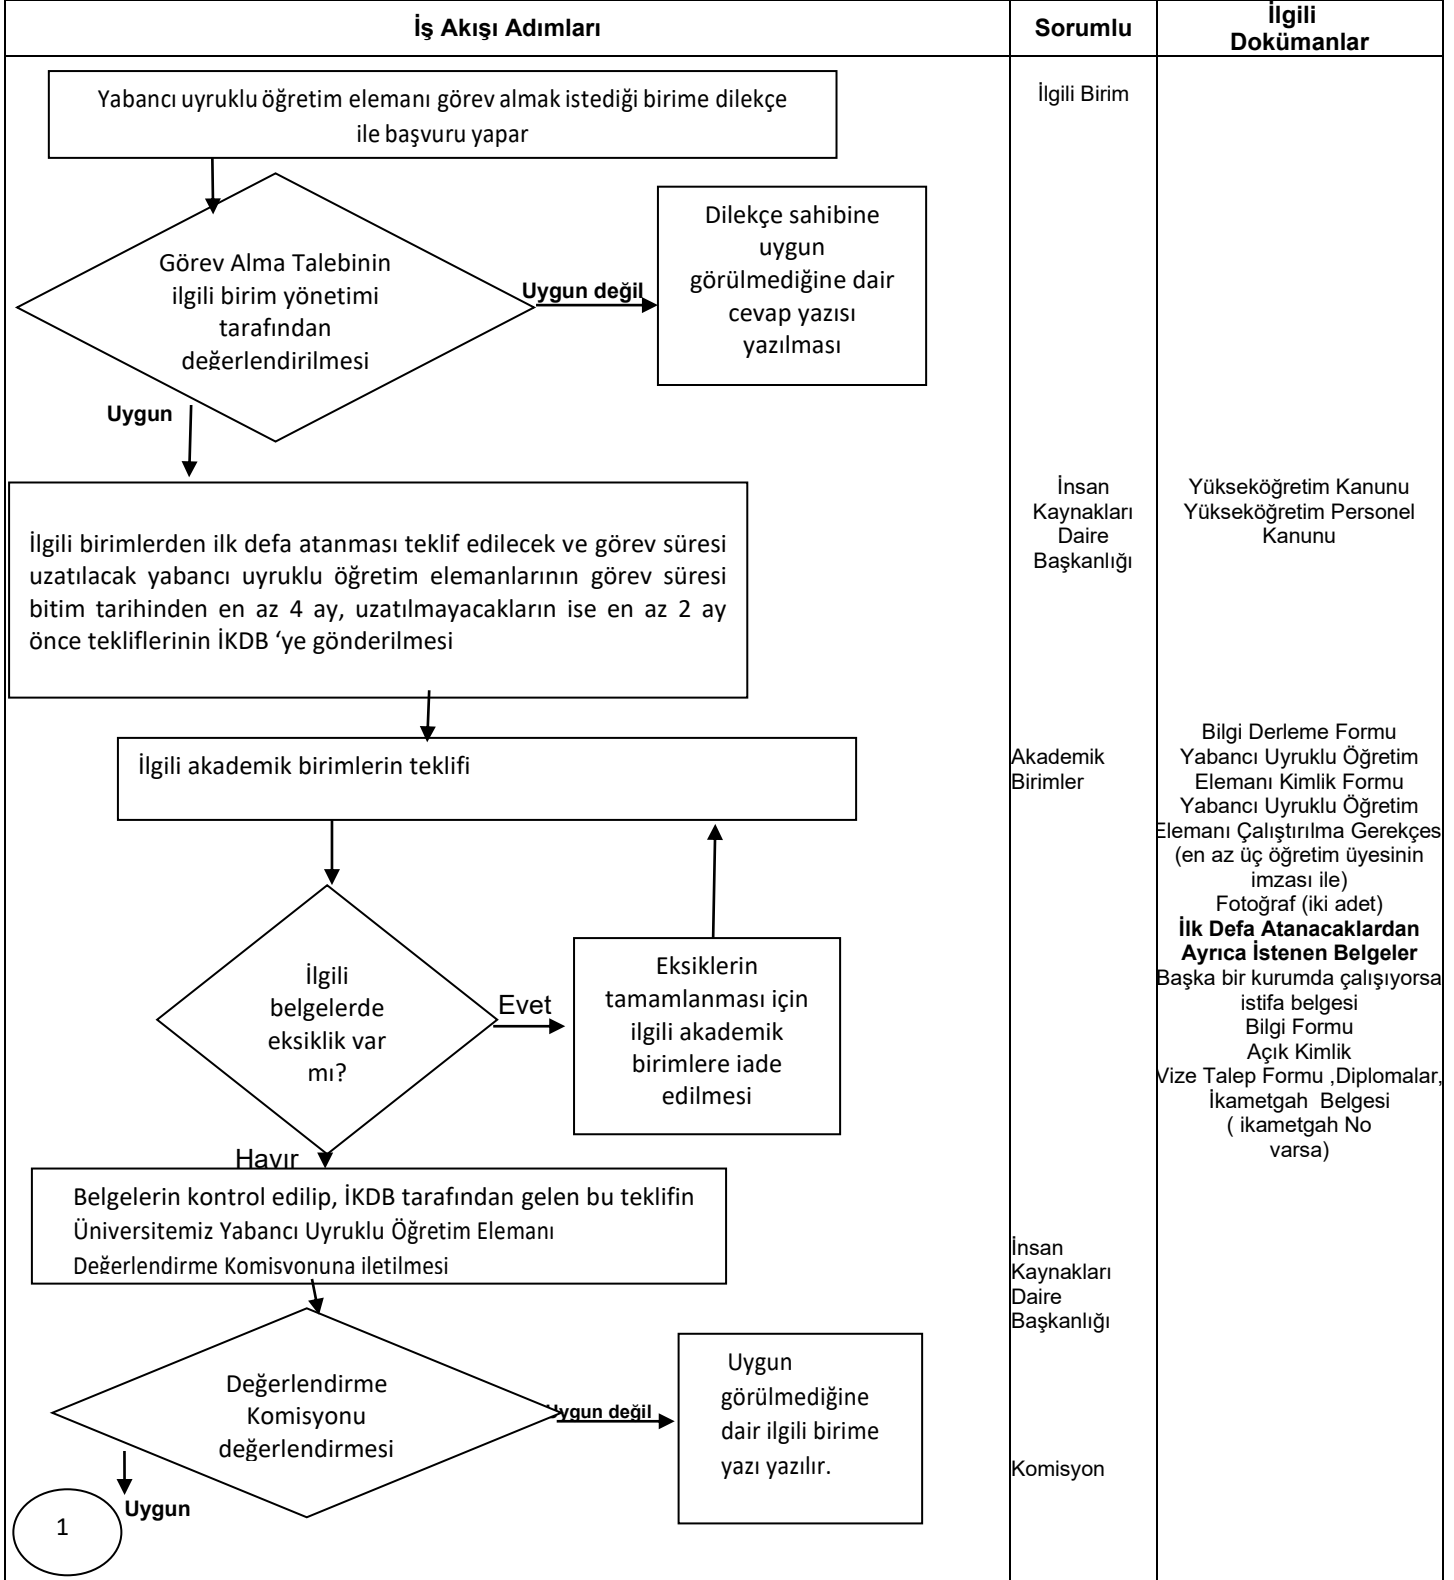 İş Akışı Adımları
Sorumlu
İlgili
Dokümanlar
Yabancı uyruklu öğretim elemanı görev almak istediği birime dilekçe
ile başvuru yapar
İlgili Birim
Görev Alma Talebinin
ilgili birim yönetimi
tarafından
değerlendirilmesi
Uygun değil
Dilekçe sahibine
uygun
görülmediğine dair
cevap yazısı
yazılması
Uygun
İlgili birimlerden ilk defa atanması teklif edilecek ve görev süresi
uzatılacak yabancı uyruklu öğretim elemanlarının görev süresi
bitim tarihinden en az 4 ay, uzatılmayacakların ise en az 2 ay
önce tekliflerinin İKDB ‘ye gönderilmesi
İnsan
Kaynakları
Daire
Başkanlığı
Yükseköğretim Kanunu
Yükseköğretim Personel
Kanunu
İlgili akademik birimlerin teklifi
Akademik
Birimler
Bilgi Derleme Formu
Yabancı Uyruklu Öğretim
Elemanı Kimlik Formu
Yabancı Uyruklu Öğretim
Elemanı Çalıştırılma Gerekçes
(en az üç öğretim üyesinin
imzası ile)
Fotoğraf (iki adet)
İlk Defa Atanacaklardan
Ayrıca İstenen Belgeler
Başka bir kurumda çalışıyorsa
istifa belgesi
Bilgi Formu
Açık Kimlik
Vize Talep Formu ,Diplomalar,
İkametgah Belgesi
( ikametgah No
varsa)
İlgili
belgelerde
eksiklik var
mı?
Evet
Eksiklerin
tamamlanması için
ilgili akademik
birimlere iade
edilmesi
Hayır
Belgelerin kontrol edilip, İKDB tarafından gelen bu teklifin
Üniversitemiz Yabancı Uyruklu Öğretim Elemanı
Değerlendirme Komisyonuna iletilmesi
İnsan
Kaynakları
Daire
Başkanlığı
Değerlendirme
Komisyonu
değerlendirmesi
Uygun değil
Uygun
görülmediğine
dair ilgili birime
yazı yazılır.
Komisyon
Uygun
1